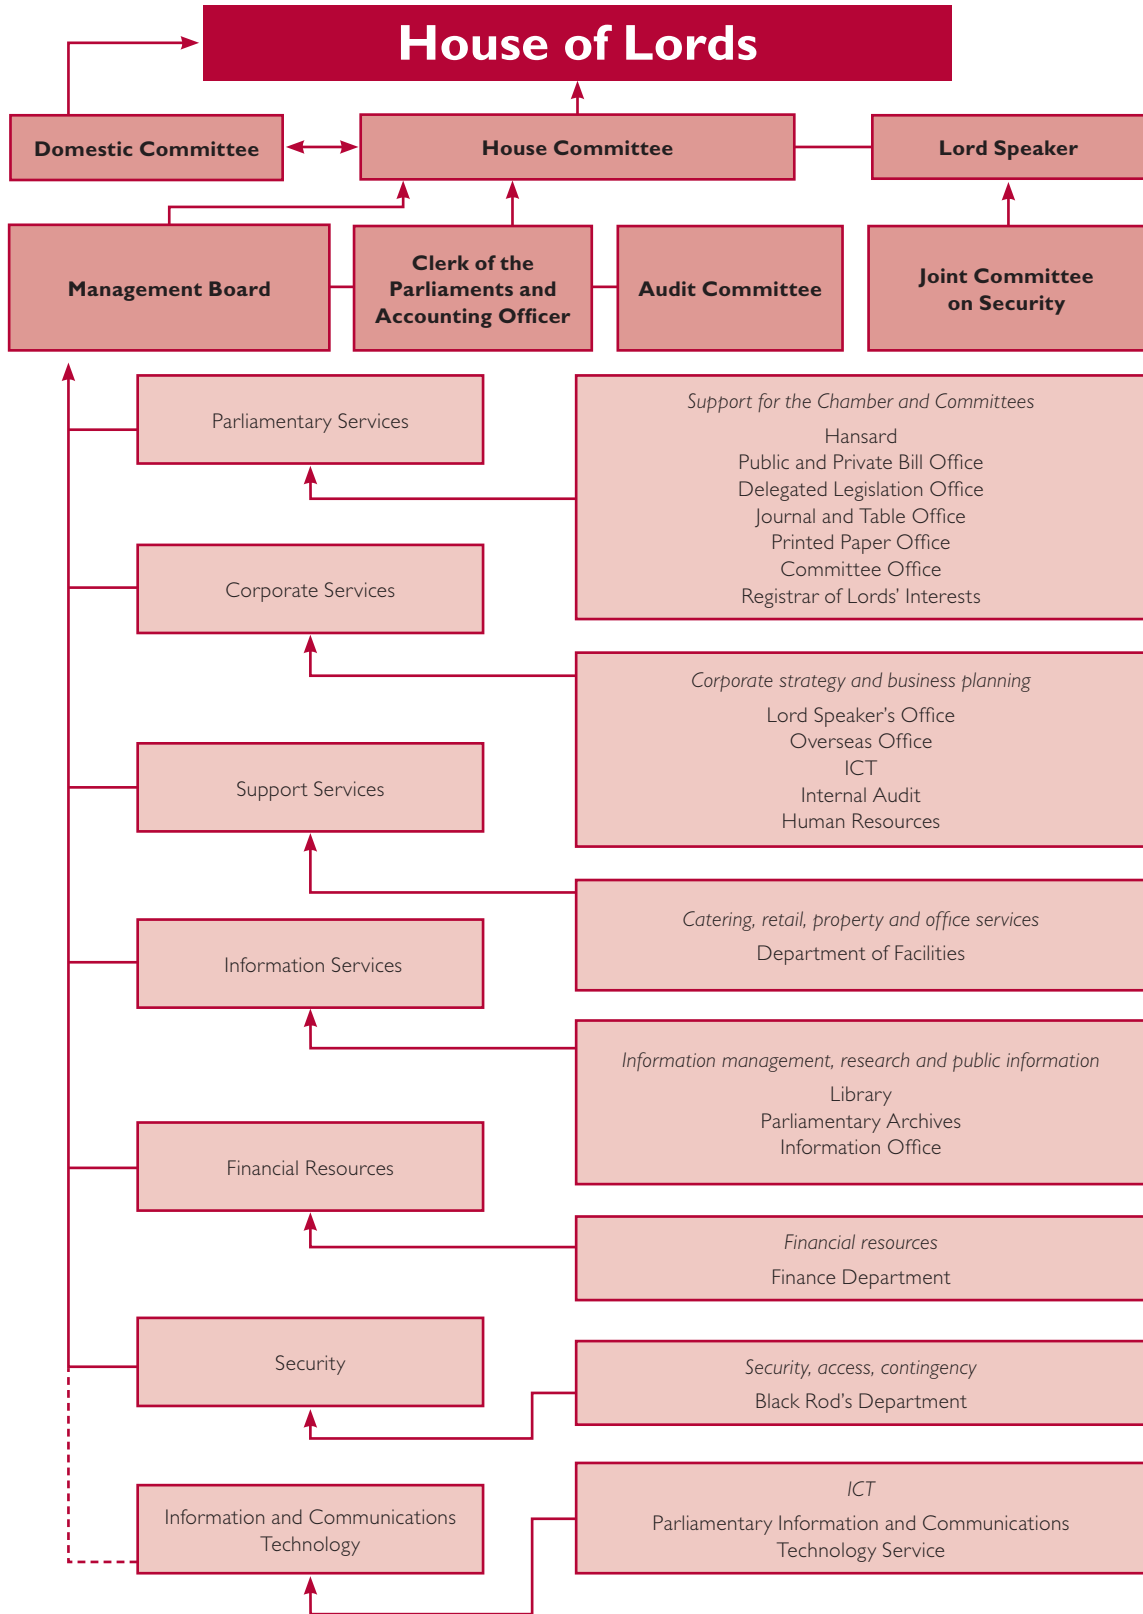 House of Lords
Domestic Committee
House Committee
Lord Speaker
Management Board
Clerk of the
Parliaments and
Accounting Officer
Audit Committee
Joint Committee
on Security
Parliamentary Services
Support for the Chamber and Committees
Hansard
Public and Private Bill Office
Delegated Legislation Office
Journal and Table Office
Printed Paper Office
Committee Office
Registrar of Lords’ Interests
Corporate Services
Corporate strategy and business planning
Lord Speaker’s Office
Overseas Office
ICT
Internal Audit
Human Resources
Support Services
Catering, retail, property and office services
Department of Facilities
Information Services
Information management, research and public information
Library
Parliamentary Archives
Information Office
Financial Resources
Financial resources
Finance Department
Security
Security, access, contingency
Black Rod’s Department
Information and Communications
Technology
ICT
Parliamentary Information and Communications
Technology Service